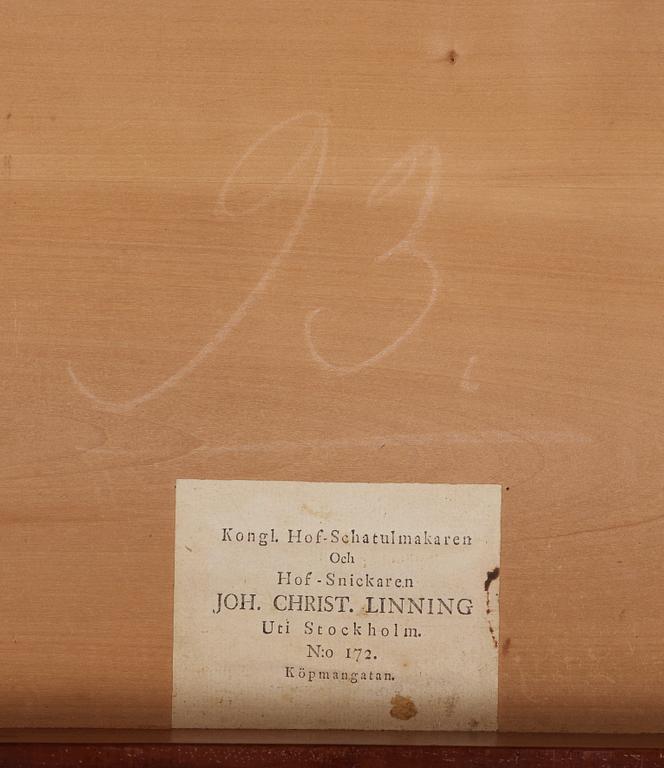 93.
Kongl. Hof-Schatulmakaren
Och
Hof-Snickaren
JOH. CHRIST. LINNING
Uti Stockholm.
N:o 172.
Köpmangatan.